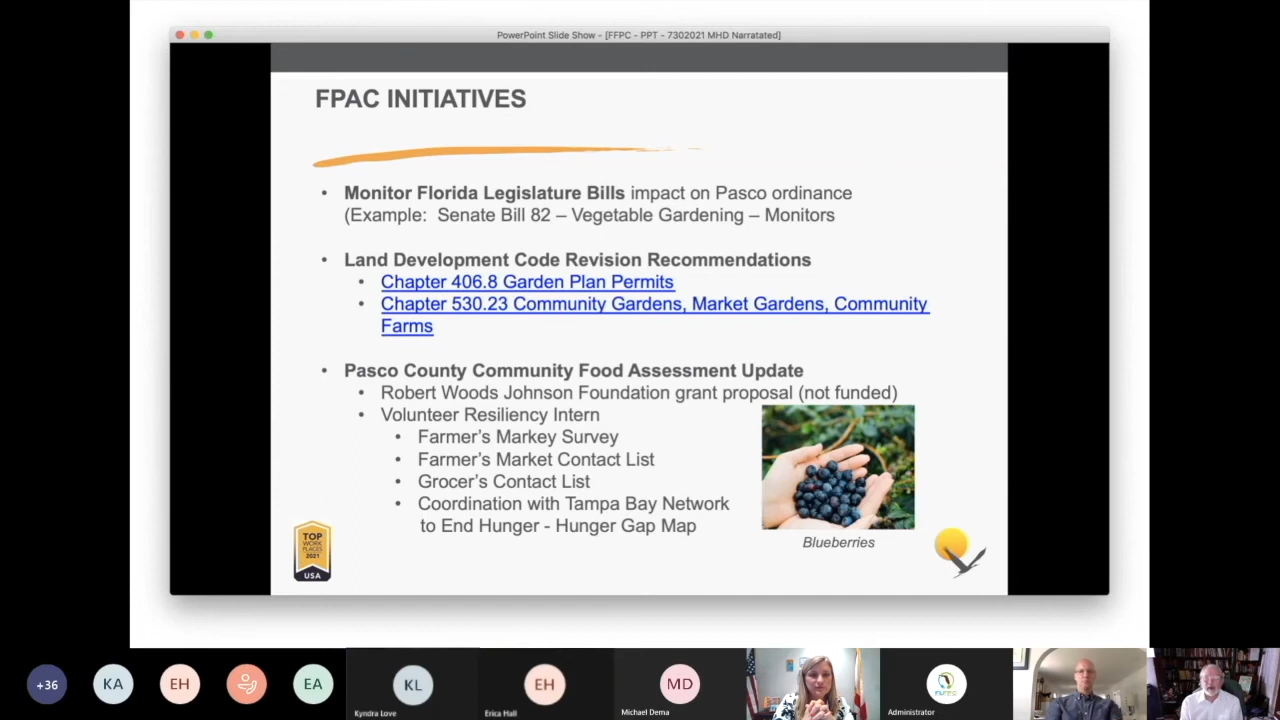 PowerPoint Slide Show - [FFPC - PPT - 7302021 MHD Narratated]
FPAC INITIATIVES
• Monitor Florida Legislature Bills impact on Pasco ordinance
(Example: Senate Bill 82 – Vegetable Gardening – Monitors
• Land Development Code Revision Recommendations
• Chapter 406.8 Garden Plan Permits
• Chapter 530.23 Community Gardens, Market Gardens, Community
Farms
• Pasco County Community Food Assessment Update
• Robert Woods Johnson Foundation grant proposal (not funded)
• Volunteer Resiliency Intern
• Farmer's Markey Survey
• Farmer's Market Contact List
• Grocer's Contact List
• Coordination with Tampa Bay Network
to End Hunger - Hunger Gap Map
Blueberries
TOP
WORK
PLACES
2021
USA
+36
KA
EH
EA
KL
Kyndra Love
EH
Erica Hall
MD
Michael Dema
Administrator